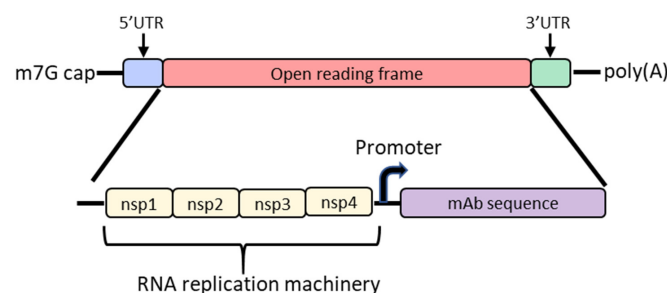 5’UTR
3’UTR
m7G cap
Open reading frame
poly(A)
Promoter
nsp1
nsp2
nsp3
nsp4
mAb sequence
RNA replication machinery